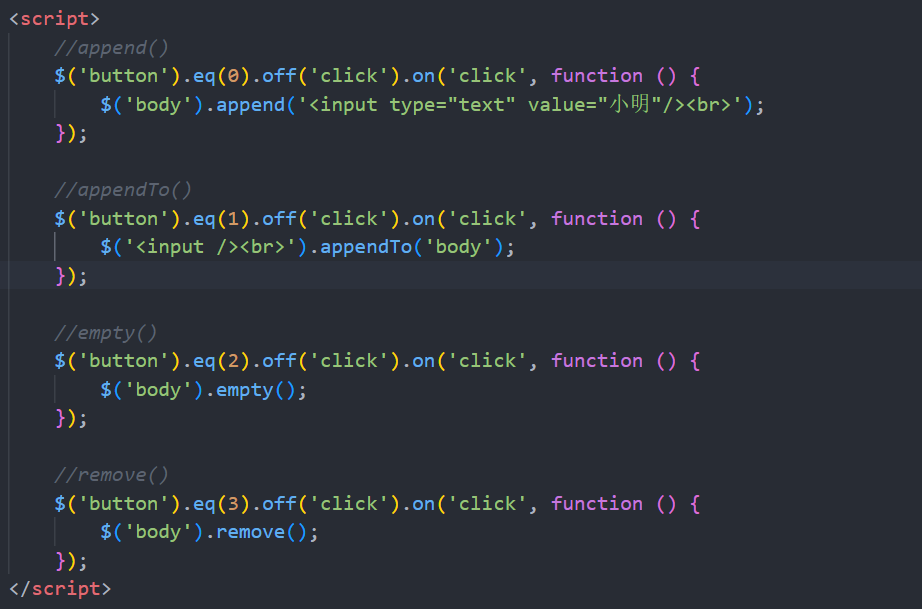 <script>
//append()
$('button').eq(0).off('click').on('click', function () {
$('body').append('<input type="text" value="小明"/><br>');
});
//appendTo()
$('button').eq(1).off('click').on('click', function () {
$('<input /><br>').appendTo('body');
});
//empty()
$('button').eq(2).off('click').on('click', function () {
$('body').empty();
});
//remove()
$('button').eq(3).off('click').on('click', function () {
$('body').remove();
});
</script>